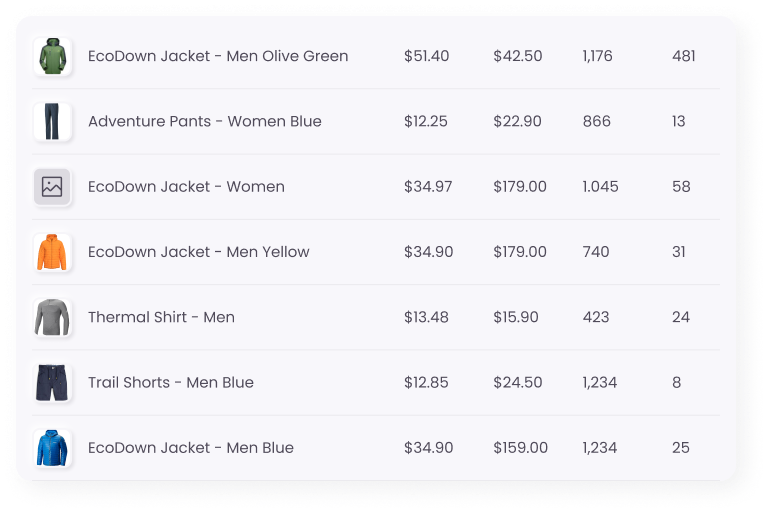 EcoDown Jacket - Men Olive Green $51.40 $42.50 1,176 481
Adventure Pants - Women Blue $12.25 $22.90 866 13
EcoDown Jacket - Women $34.97 $179.00 1.045 58
EcoDown Jacket - Men Yellow $34.90 $179.00 740 31
Thermal Shirt - Men $13.48 $15.90 423 24
Trail Shorts - Men Blue $12.85 $24.50 1,234 8
EcoDown Jacket - Men Blue $34.90 $159.00 1,234 25